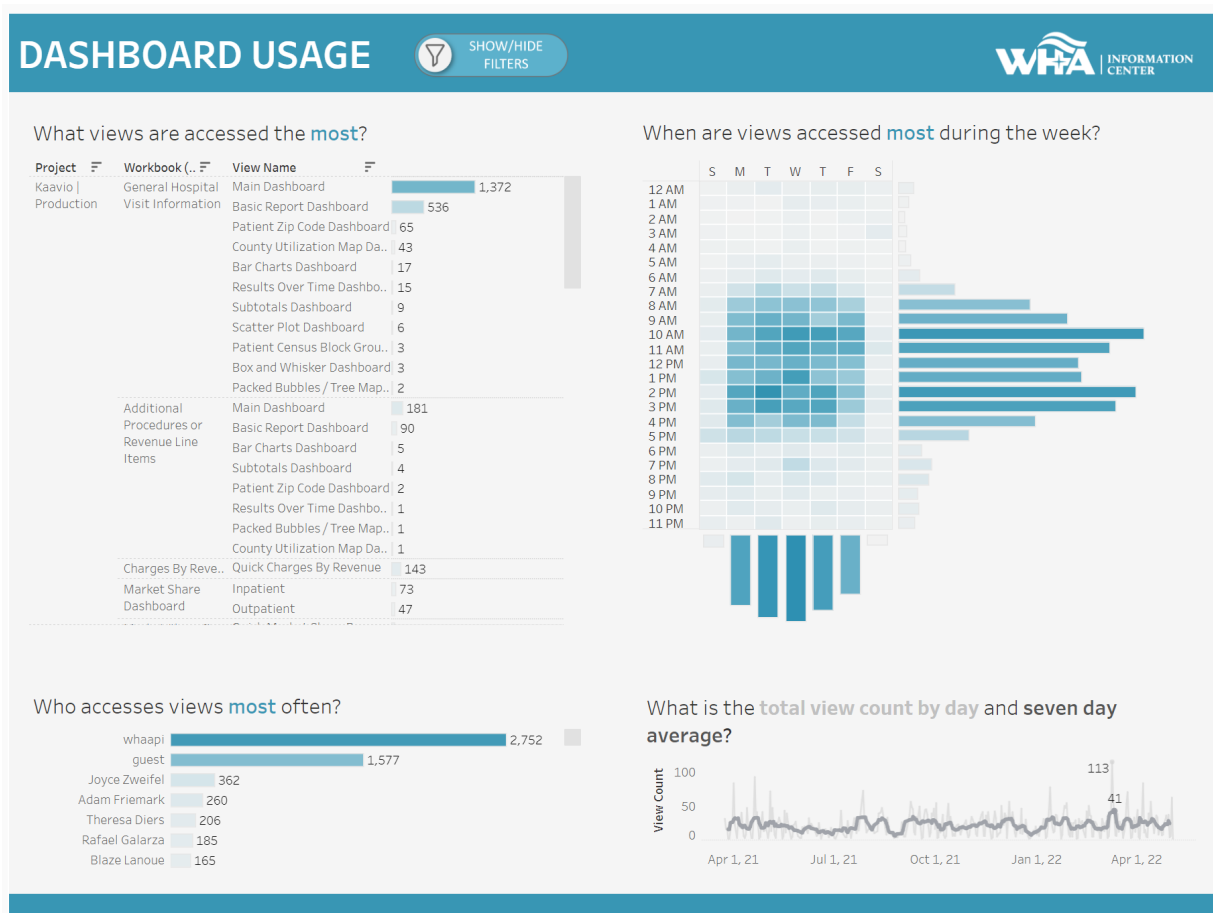 DASHBOARD USAGE
SHOW/HIDE
FILTERS
WHA
INFORMATION
CENTER
What views are accessed the most?
Project
Workbook (..
View Name
Kaavio |
Production
General Hospital
Visit Information
Main Dashboard
1,372
Basic Report Dashboard
536
Patient Zip Code Dashboard
65
County Utilization Map Da..
43
Bar Charts Dashboard
17
Results Over Time Dashbo..
15
Subtotals Dashboard
9
Scatter Plot Dashboard
6
Patient Census Block Grou..
3
Box and Whisker Dashboard
3
Packed Bubbles / Tree Map..
2
Additional
Procedures or
Revenue Line
Items
Main Dashboard
181
Basic Report Dashboard
90
Bar Charts Dashboard
5
Subtotals Dashboard
4
Patient Zip Code Dashboard
2
Results Over Time Dashbo..
1
Packed Bubbles / Tree Map..
1
County Utilization Map Da..
1
Charges By Reve..
Quick Charges By Revenue
143
Market Share
Dashboard
Inpatient
73
Outpatient
47
When are views accessed most during the week?
S M T W T F S
12 AM
1 AM
2 AM
3 AM
4 AM
5 AM
6 AM
7 AM
8 AM
9 AM
10 AM
11 AM
12 PM
1 PM
2 PM
3 PM
4 PM
5 PM
6 PM
7 PM
8 PM
9 PM
10 PM
11 PM
Who accesses views most often?
whaapi
2,752
guest
1,577
Joyce Zweifel
362
Adam Friemark
260
Theresa Diers
206
Rafael Galarza
185
Blaze Lanoue
165
What is the total view count by day and seven day
average?
View Count
100
50
0
113
41
Apr 1, 21
Jul 1, 21
Oct 1, 21
Jan 1, 22
Apr 1, 22